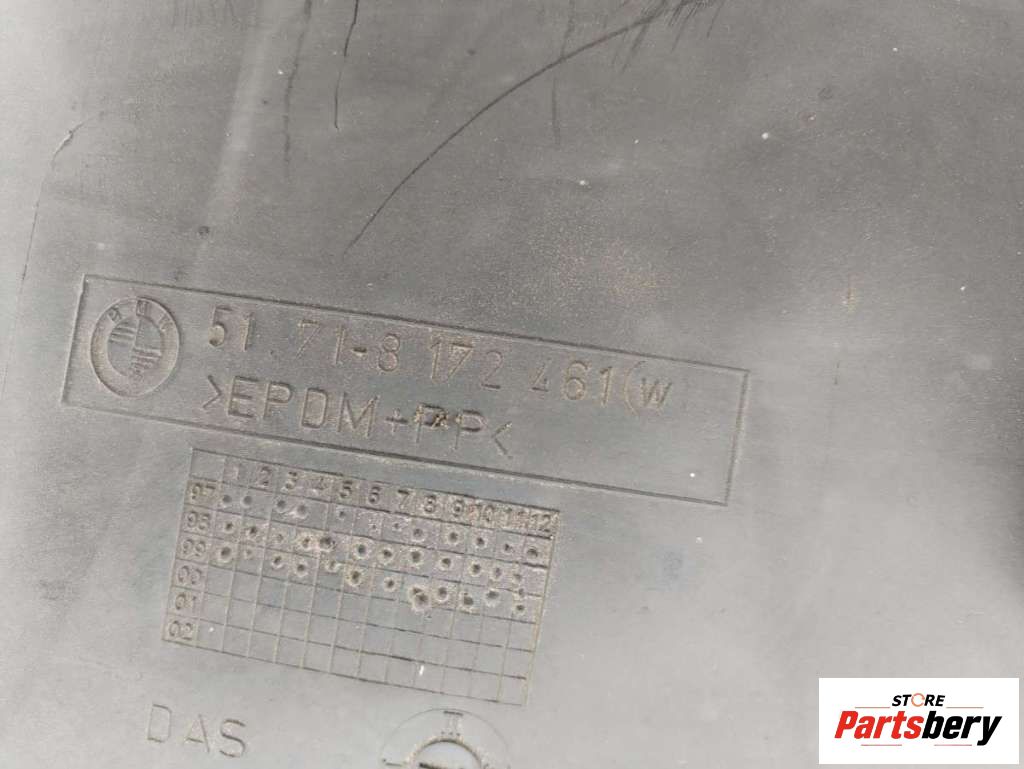 BMW
51 71-8 172 461(w
>EPDM+PP<
1 2 3 4 5 6 7 8 9 10 11 12
97
98
99
00
01
02
DAS
STORE
Partsbery